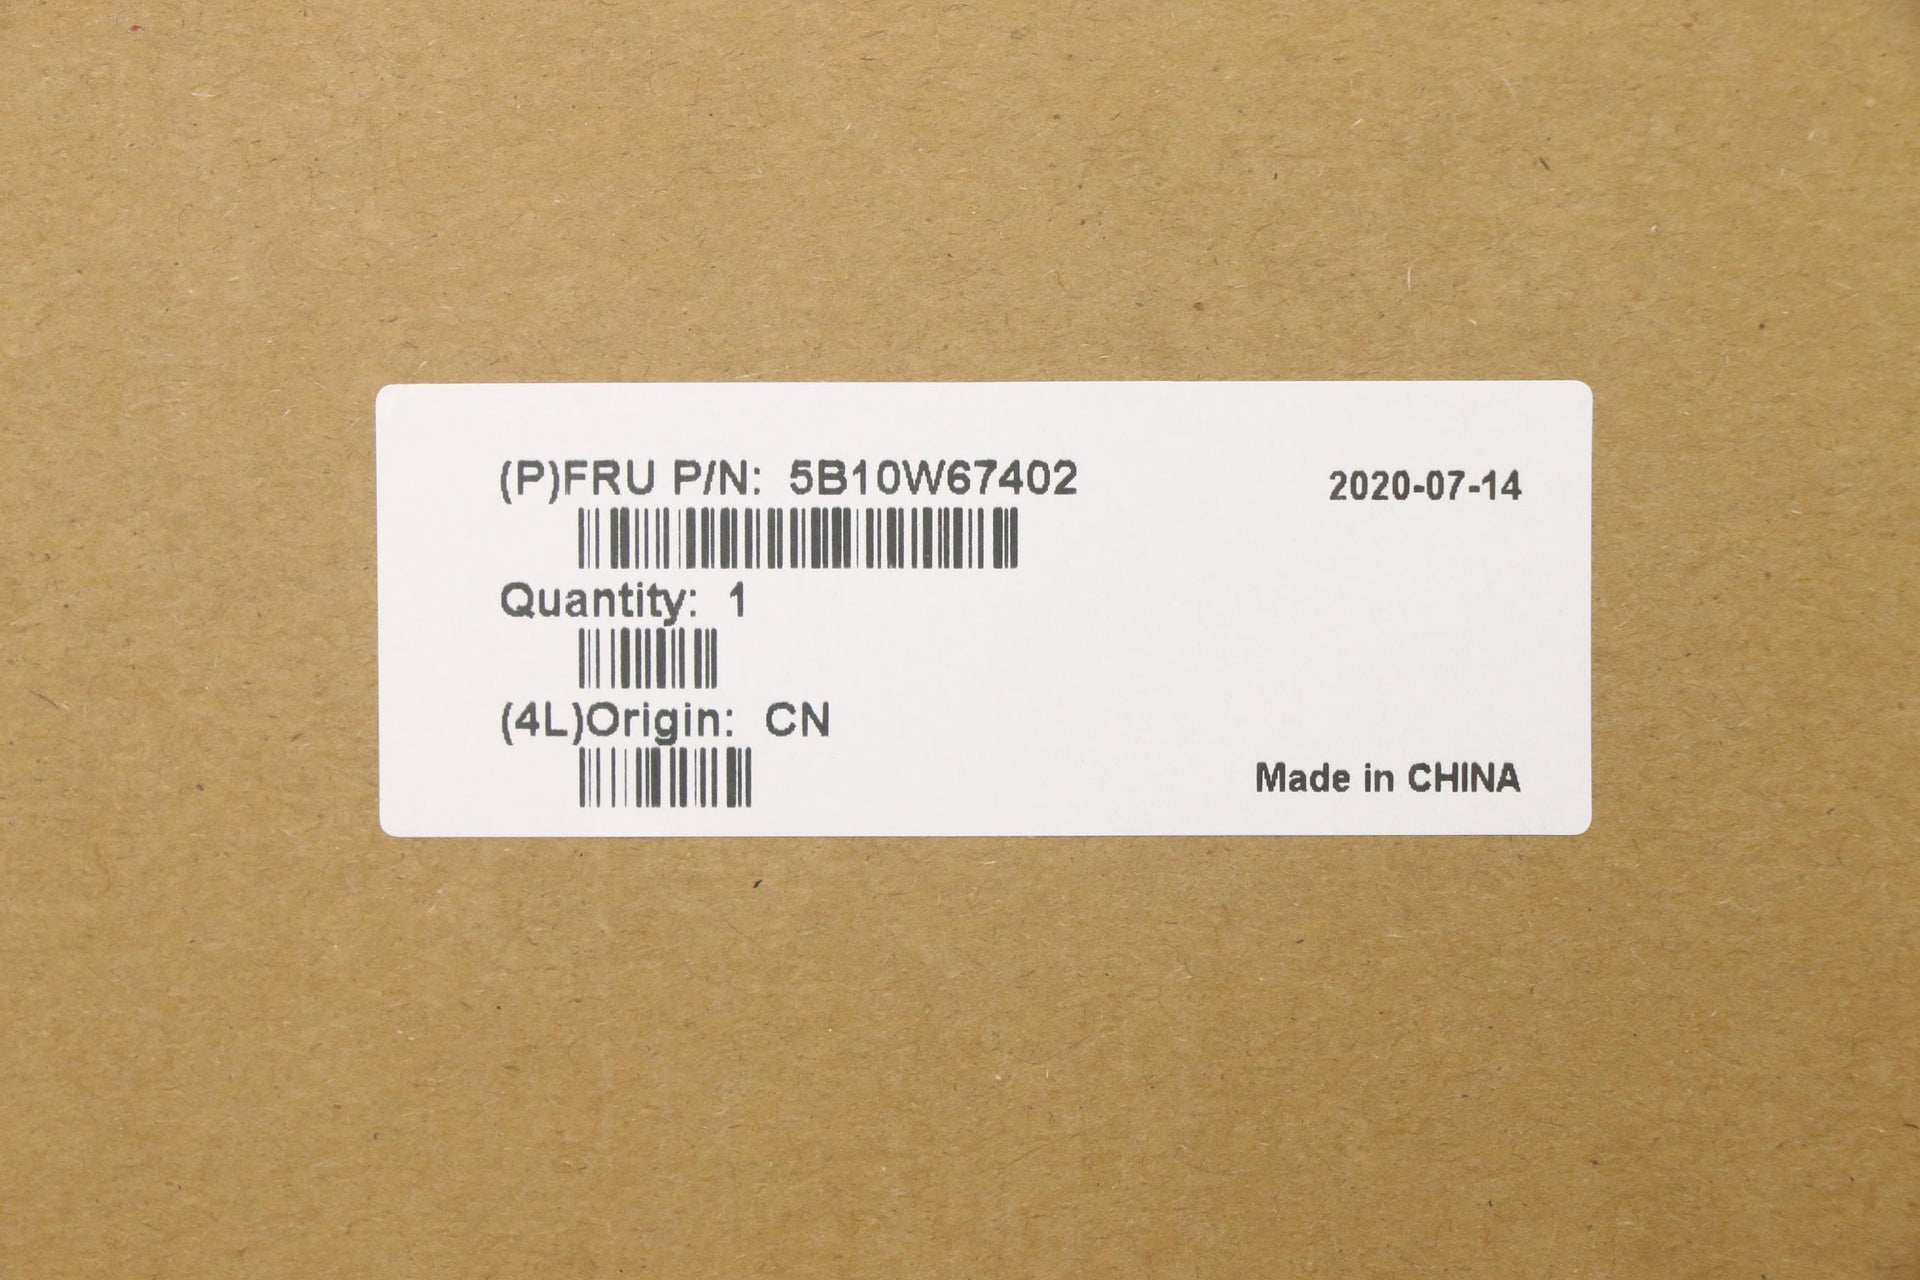 (P)FRU P/N: 5B10W67402
2020-07-14
Quantity: 1
(4L)Origin: CN
Made in CHINA